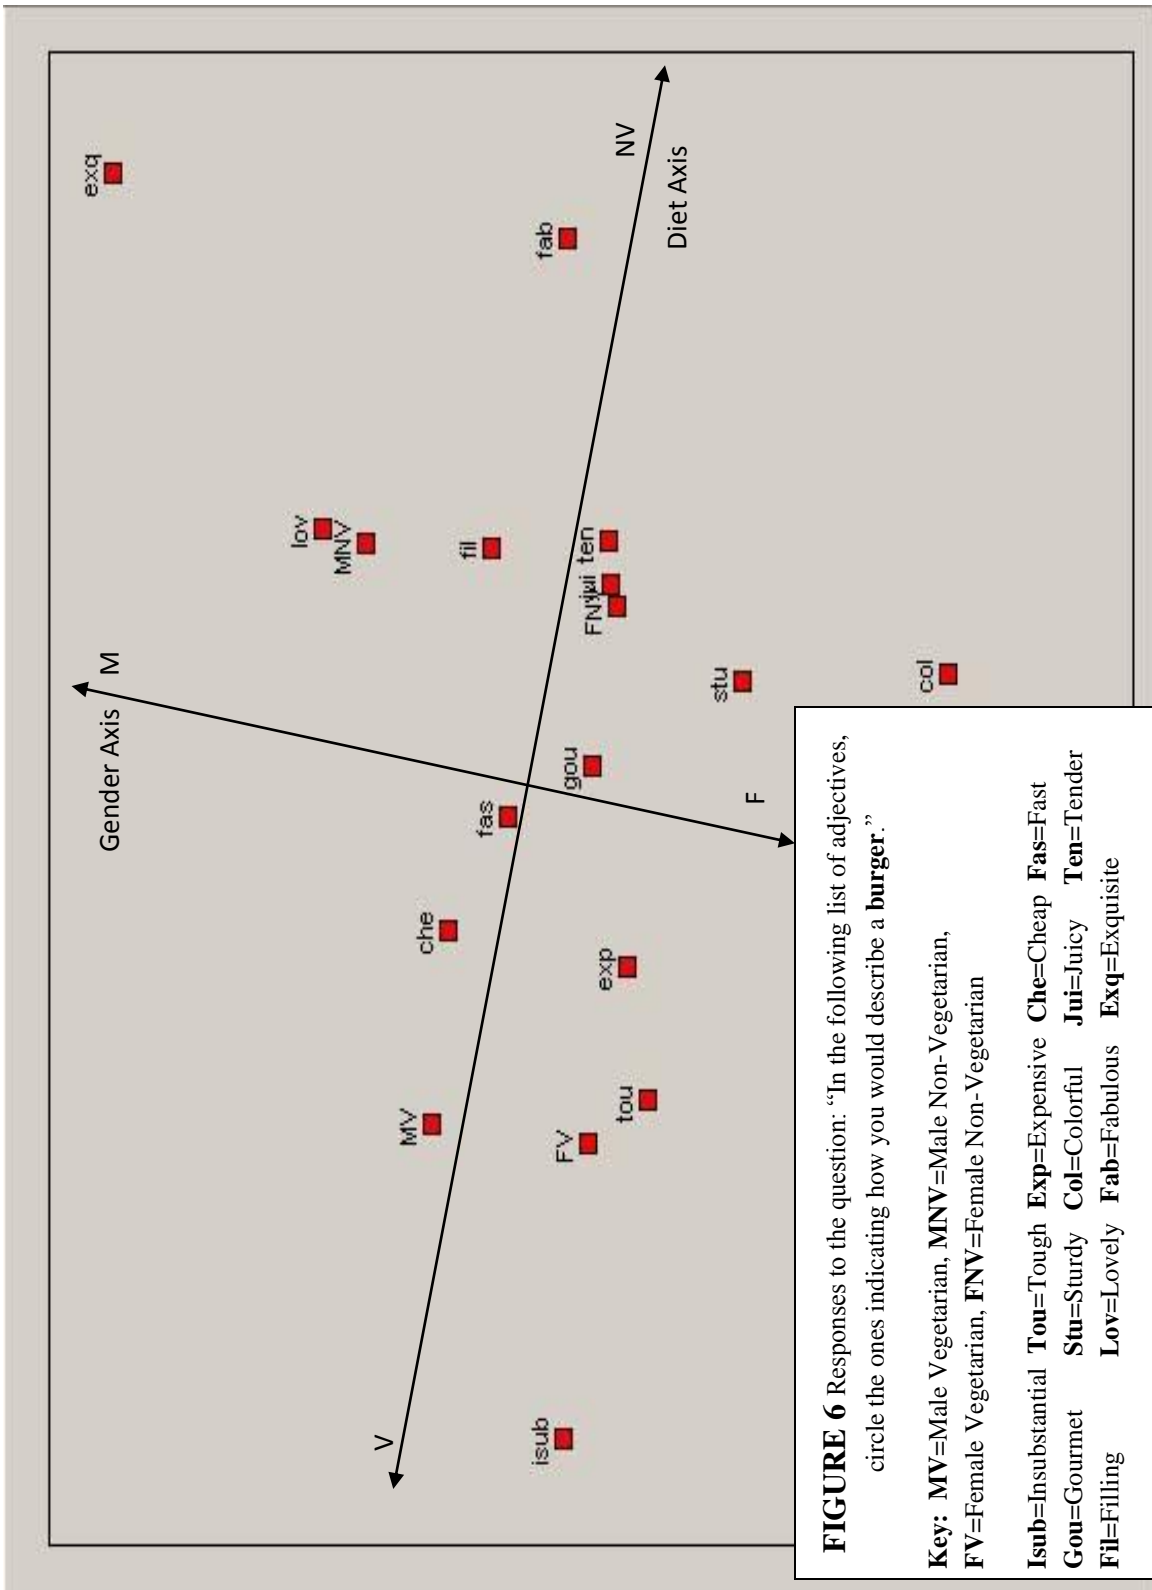 exq
Gender Axis M
lov
MNV
V
MV
che
fil
fas
isub
fab
FV
gou
ten
jui
FNV
exp
tou
NV
Diet Axis
stu
F
col
FIGURE 6 Responses to the question: “In the following list of adjectives,
circle the ones indicating how you would describe a burger.”
Key: MV=Male Vegetarian, MNV=Male Non-Vegetarian,
FV=Female Vegetarian, FNV=Female Non-Vegetarian
Isub=Insubstantial Tou=Tough Exp=Expensive Che=Cheap Fas=Fast
Gou=Gourmet Stu=Sturdy Col=Colorful Jui=Juicy Ten=Tender
Fil=Filling Lov=Lovely Fab=Fabulous Exq=Exquisite